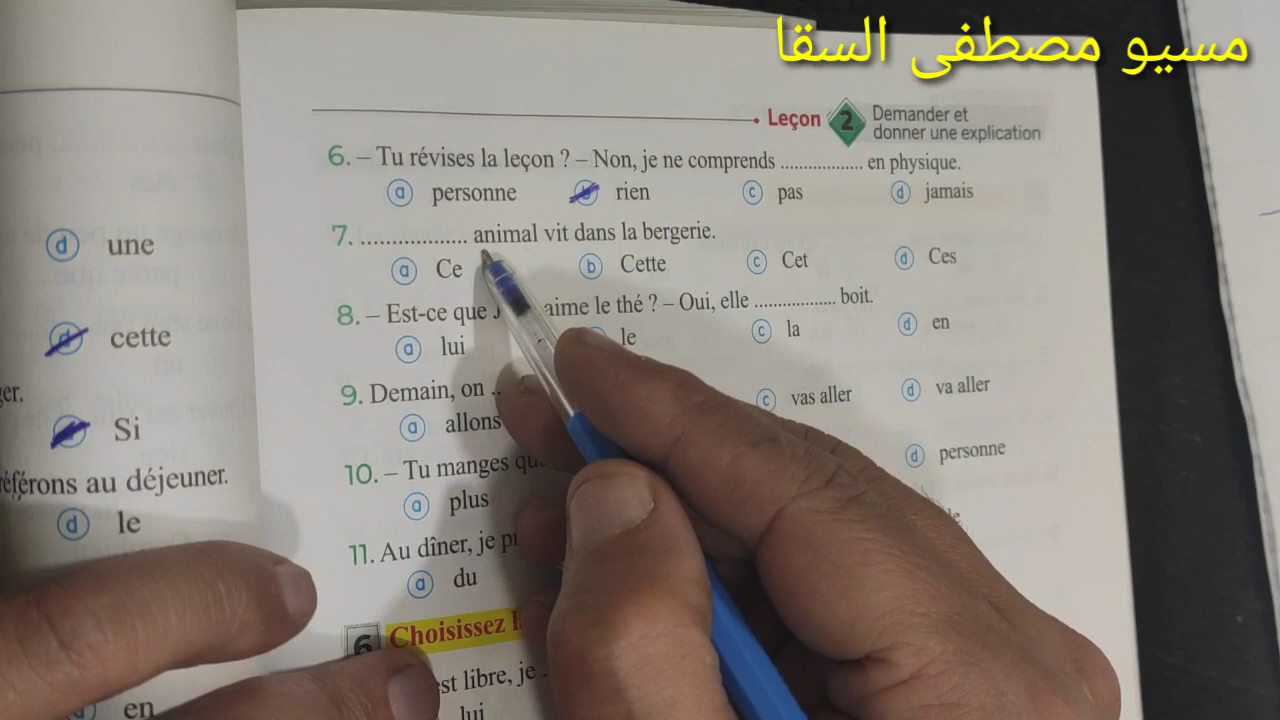 مسيو مصطفى السقا
• Leçon 2 Demander et
donner une explication
6. – Tu révises la leçon ? – Non, je ne comprends .................. en physique.
a personne b rien c pas d jamais
7. .................. animal vit dans la bergerie.
a Ce b Cette c Cet d Ces
8. – Est-ce que aime le thé ? – Oui, elle .................. boit.
a lui le c la d en
9. Demain, on ..
a allons c vas aller d va aller
10. – Tu manges
a plus d personne
11. Au dîner, je
a du
6 Choisissez
est libre, je .
lui
d une
d cette
Si
au déjeuner.
d le
en